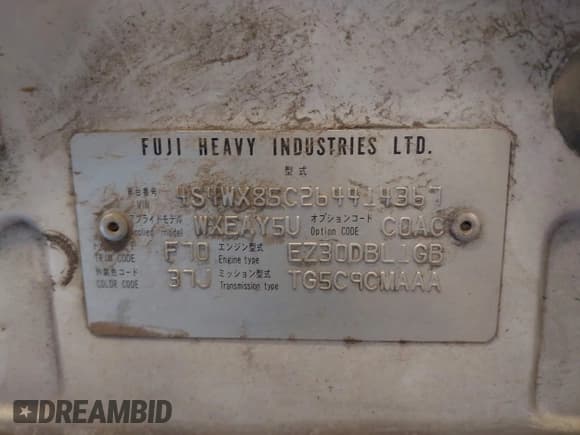 FUJI HEAVY INDUSTRIES LTD.
型式
車台番号 4S4WX85C264414367
アプライドモデル Applied model WXEAY5U オプションコード Option CODE COAC
TRIM CODE F70 エンジン型式 Engine type EZ30DBL1GB
外装色コード COLOR CODE 37J ミッション型式 Transmission type TG5C9CMAAA
DREAMBID